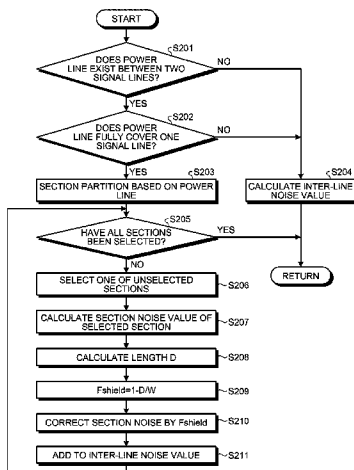 START
S201
DOES POWER
LINE EXIST BETWEEN TWO
SIGNAL LINES?
NO
YES
S202
DOES POWER
LINE FULLY COVER ONE
SIGNAL LINE?
NO
YES
S203
SECTION PARTITION BASED ON POWER
LINE
S204
CALCULATE INTER-LINE
NOISE VALUE
S205
HAVE ALL SECTIONS
BEEN SELECTED?
YES
NO
RETURN
SELECT ONE OF UNSELECTED
SECTIONS
S206
CALCULATE SECTION NOISE VALUE OF
SELECTED SECTION
S207
CALCULATE LENGTH D
S208
Fshield=1-D/W
S209
CORRECT SECTION NOISE BY Fshield
S210
ADD TO INTER-LINE NOISE VALUE
S211